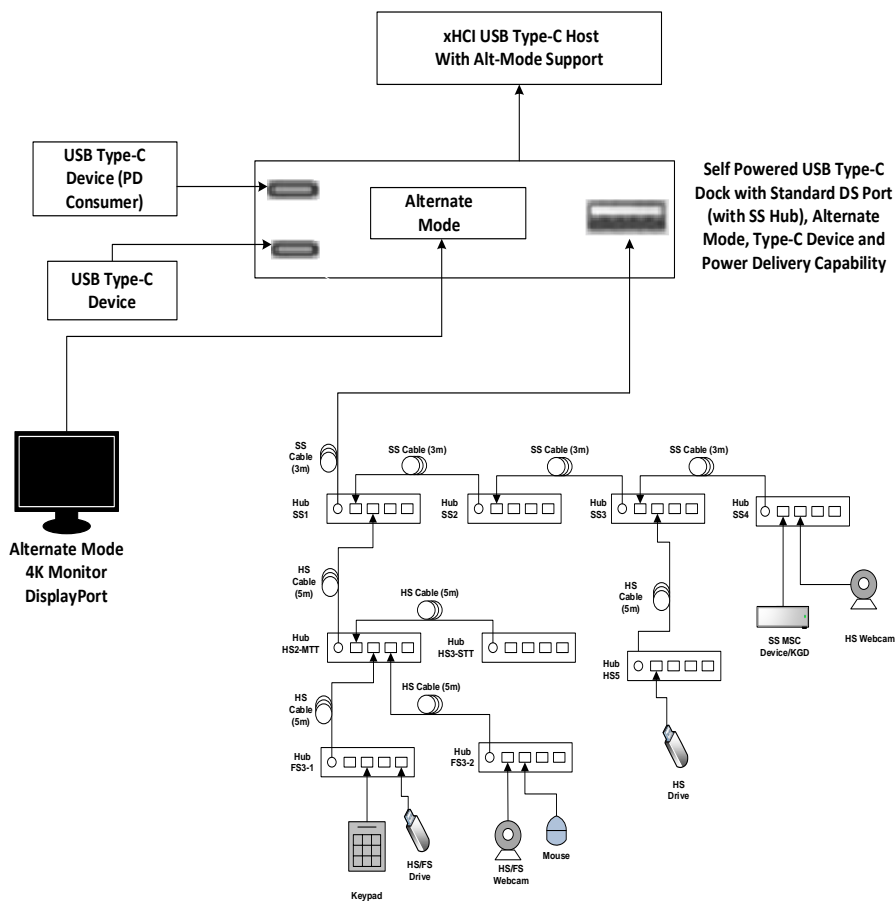 xHCI USB Type-C Host
With Alt-Mode Support
USB Type-C
Device (PD
Consumer)
Alternate
Mode
Self Powered USB Type-C
Dock with Standard DS Port
(with SS Hub), Alternate
Mode, Type-C Device and
Power Delivery Capability
USB Type-C
Device
Alternate Mode
4K Monitor
DisplayPort
SS
Cable
(3m)
SS Cable (3m)
SS Cable (3m)
SS Cable (3m)
Hub
SS1
Hub
SS2
Hub
SS3
Hub
SS4
HS
Cable
(5m)
HS Cable (5m)
HS
Cable
(5m)
SS MSC
Device/KGD
HS Webcam
Hub
HS2-MTT
Hub
HS3-STT
Hub
HS5
HS
Cable
(5m)
HS Cable (5m)
Hub
FS3-1
Hub
FS3-2
HS
Drive
Keypad
HS/FS
Drive
HS/FS
Webcam
Mouse